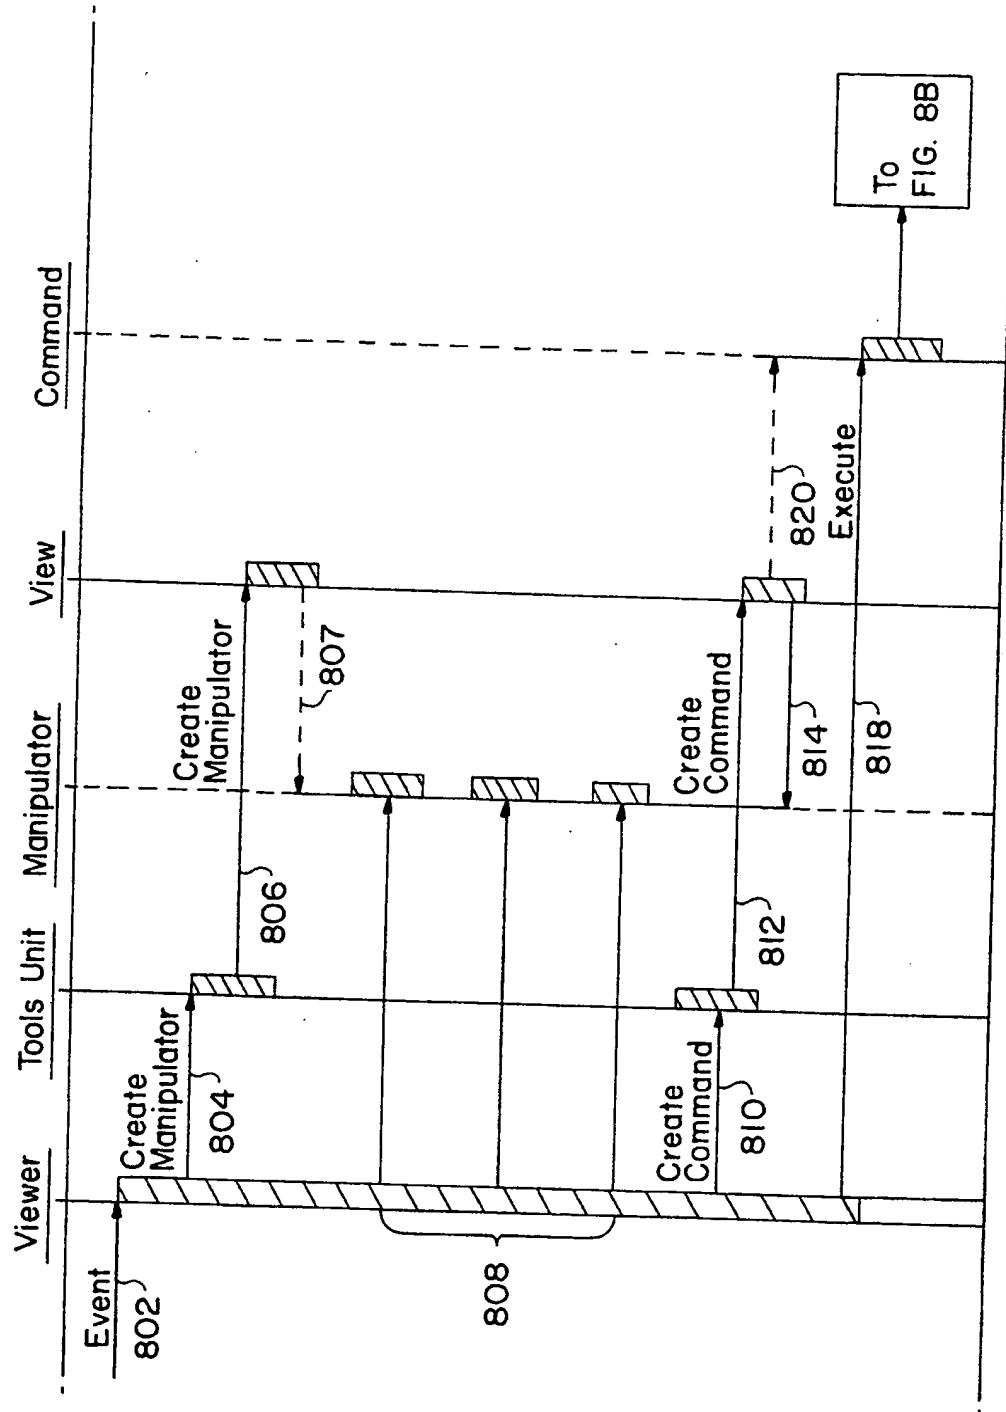 Viewer
Tools Unit
Manipulator
View
Command
Event
802
Create
Manipulator
804
806
Create
Manipulator
807
808
Create
Command
810
812
Create
Command
814
820
Execute
818
To
FIG. 8B